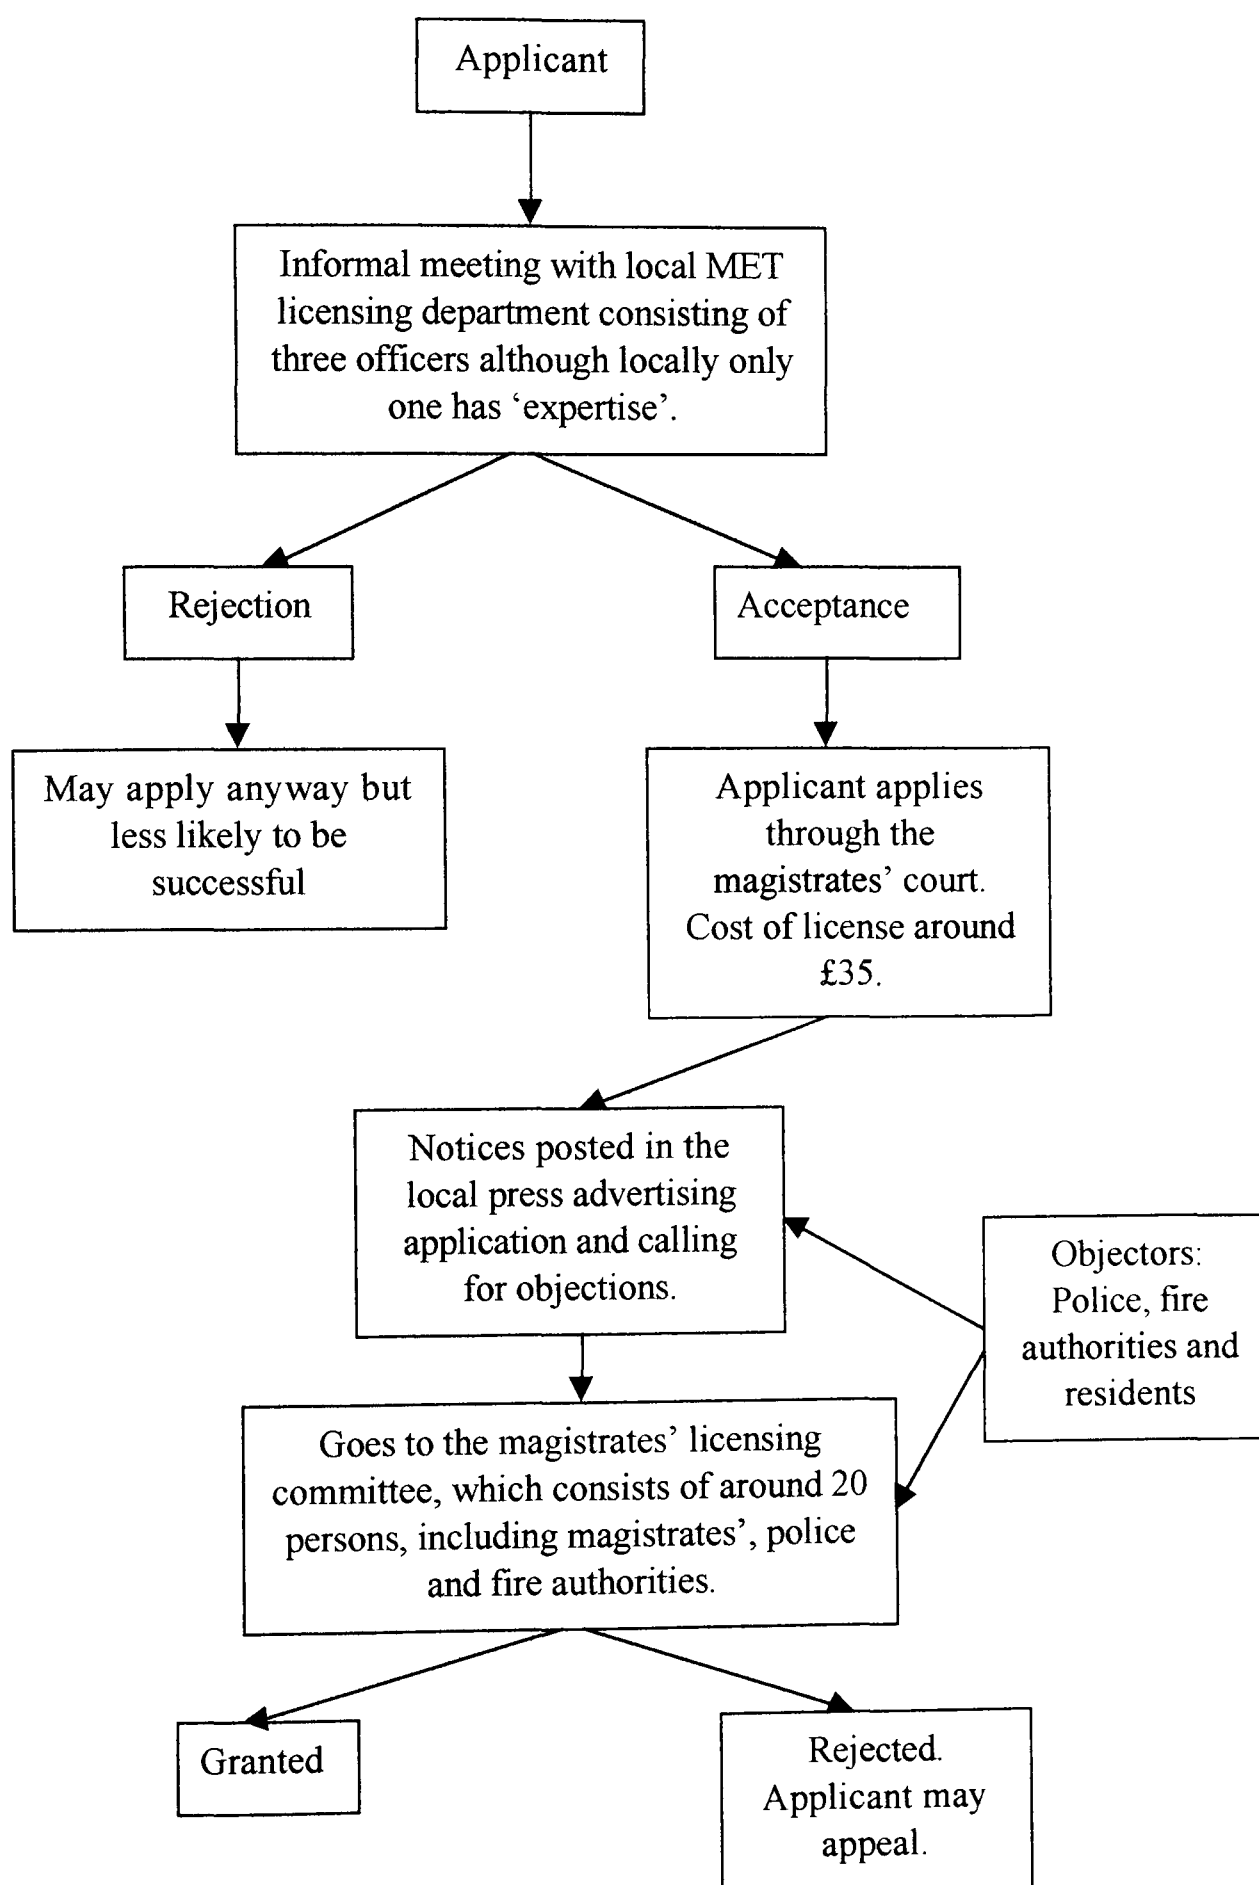 Applicant
Informal meeting with local MET
licensing department consisting of
three officers although locally only
one has ‘expertise’.
Rejection
Acceptance
May apply anyway but
less likely to be
successful
Applicant applies
through the
magistrates’ court.
Cost of license around
£35.
Notices posted in the
local press advertising
application and calling
for objections.
Objectors:
Police, fire
authorities and
residents
Goes to the magistrates’ licensing
committee, which consists of around 20
persons, including magistrates’, police
and fire authorities.
Granted
Rejected.
Applicant may
appeal.